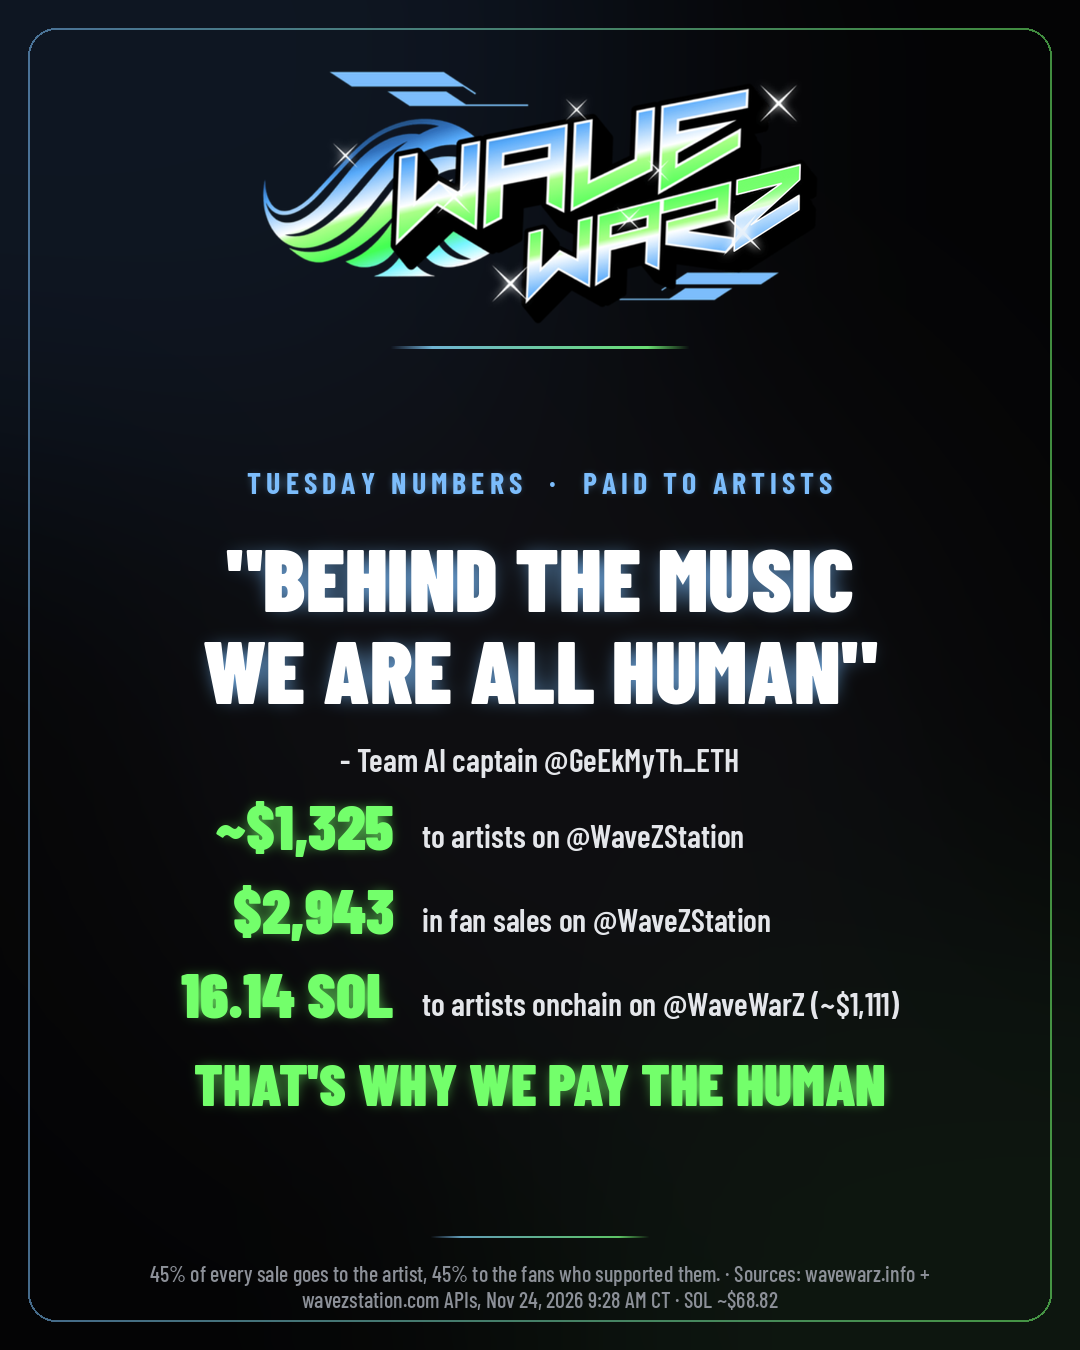 WAVE
WARZ
TUESDAY NUMBERS · PAID TO ARTISTS
"BEHIND THE MUSIC
WE ARE ALL HUMAN"
- Team AI captain @GeEkMyTh_ETH
~$1,325 to artists on @WaveZStation
$2,943 in fan sales on @WaveZStation
16.14 SOL to artists onchain on @WaveWarZ (~$1,111)
THAT'S WHY WE PAY THE HUMAN
45% of every sale goes to the artist, 45% to the fans who supported them. · Sources: wavewarz.info +
wavezstation.com APIs, Nov 24, 2026 9:28 AM CT · SOL ~$68.82